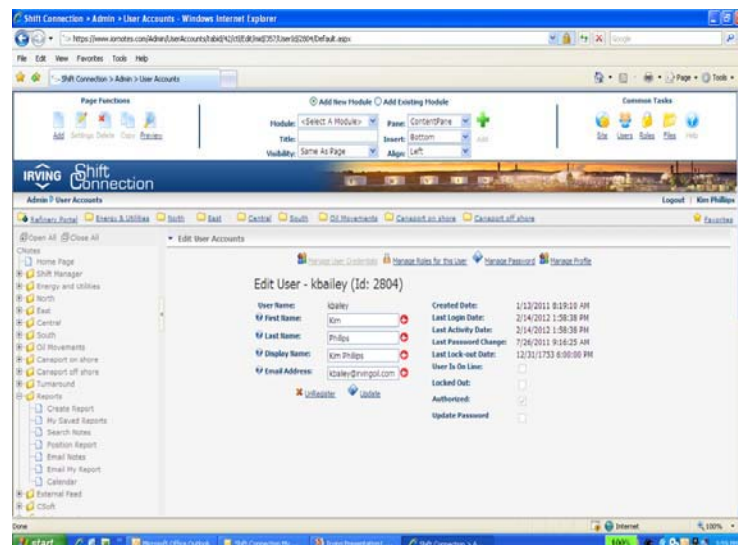 Shift Connection > Admin > User Accounts - Windows Internet Explorer
File Edit View Favorites Tools Help
Shift Connection > Admin > User Accounts
Page Tools
Page Functions
Add Settings Delete Copy Preview
Add New Module Add Existing Module
Module: <Select A Module> Pane: ContentPane
Title: Insert: Bottom Add
Visibility: Same As Page Align: Left
Common Tasks
Site Users Roles Files Help
IRVING Shift Connection
Admin > User Accounts
Logout | Kim Phillips
Refinery Portal Energy & Utilities North East Central South Oil Movements Canaport on shore Canaport off shore
Favorites
Open All Close All
CNotes
Home Page
Shift Manager
Energy and Utilities
North
East
Central
South
Oil Movements
Canaport on shore
Canaport off shore
Turnaround
Reports
Create Report
My Saved Reports
Search Notes
Position Report
Email Notes
Email My Report
Calendar
External Feed
CSoft
Edit User Accounts
Manage User Credentials Manage Roles for this User Manage Password Manage Profile
Edit User - kbailey (Id: 2804)
User Name: kbailey
First Name: Kim
Last Name: Philips
Display Name: Kim Philips
Email Address: kbailey@irvingoil.com
UnRegister Update
Created Date: 1/12/2011 8:19:10 AM
Last Login Date: 2/14/2012 1:58:38 PM
Last Activity Date: 2/14/2012 1:58:38 PM
Last Password Change: 7/26/2011 9:16:25 AM
Last Lock-out Date: 12/31/1753 6:00:00 PM
User Is On Line:
Locked Out:
Authorized:
Update Password
Done
Internet
100%
start
Microsoft Office Outlook
100%